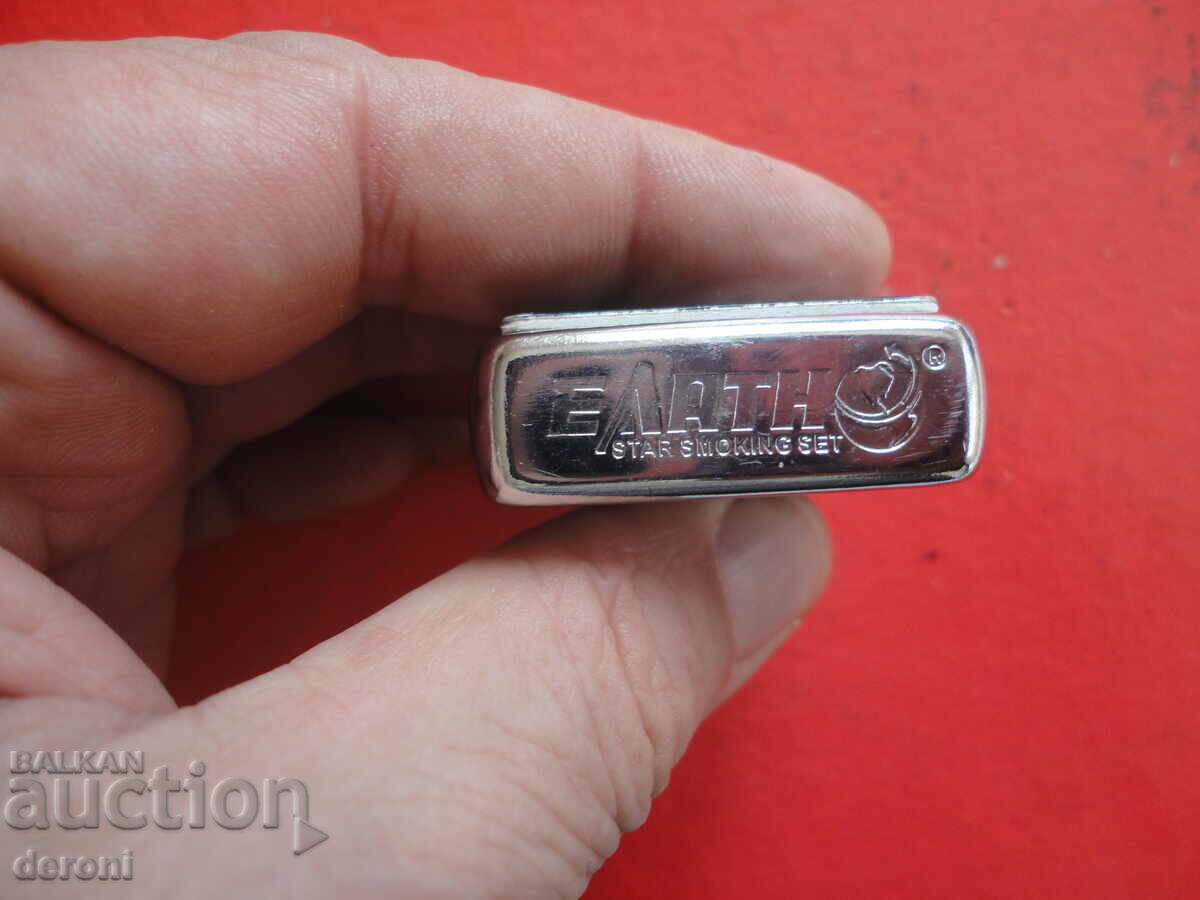 EARTH ®
STAR SMOKING SET
BALKAN
auction
deroni